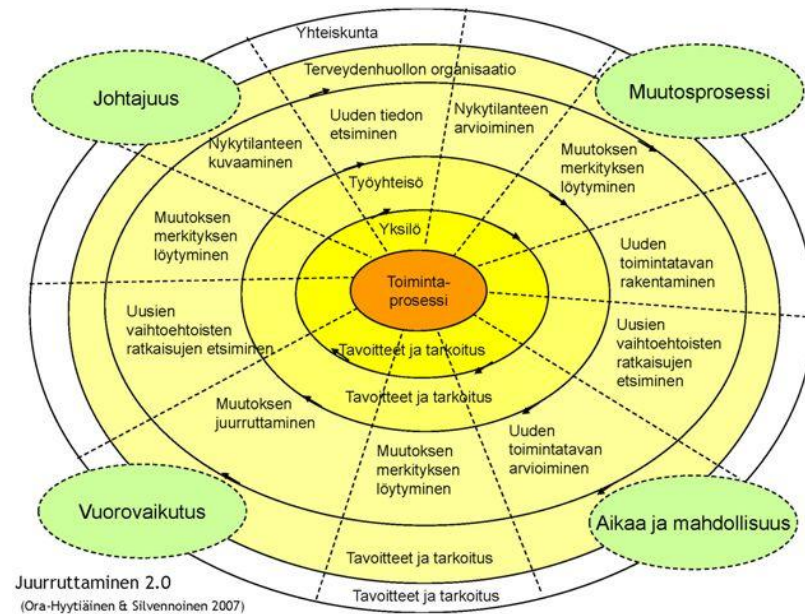 Yhteiskunta
Terveydenhuollon organisaatio
Johtajuus
Muutosprosessi
Uuden tiedon
etsiminen
Nykytilanteen
arvioiminen
Nykytilanteen
kuvaaminen
Muutoksen
merkityksen
löytyminen
Työyhteisö
Muutoksen
merkityksen
löytyminen
Yksilö
Uuden
toimintatavan
rakentaminen
Toiminta-
prosessi
Uusien
vaihtoehtoisten
ratkaisujen etsiminen
Uusien
vaihtoehtoisten
ratkaisujen
etsiminen
Tavoitteet ja tarkoitus
Tavoitteet ja tarkoitus
Muutoksen
juurruttaminen
Muutoksen
merkityksen
löytyminen
Uuden
toimintatavan
arvioiminen
Vuorovaikutus
Aikaa ja mahdollisuus
Tavoitteet ja tarkoitus
Tavoitteet ja tarkoitus
Juurruttaminen 2.0
(Ora-Hyytiäinen & Silvennoinen 2007)